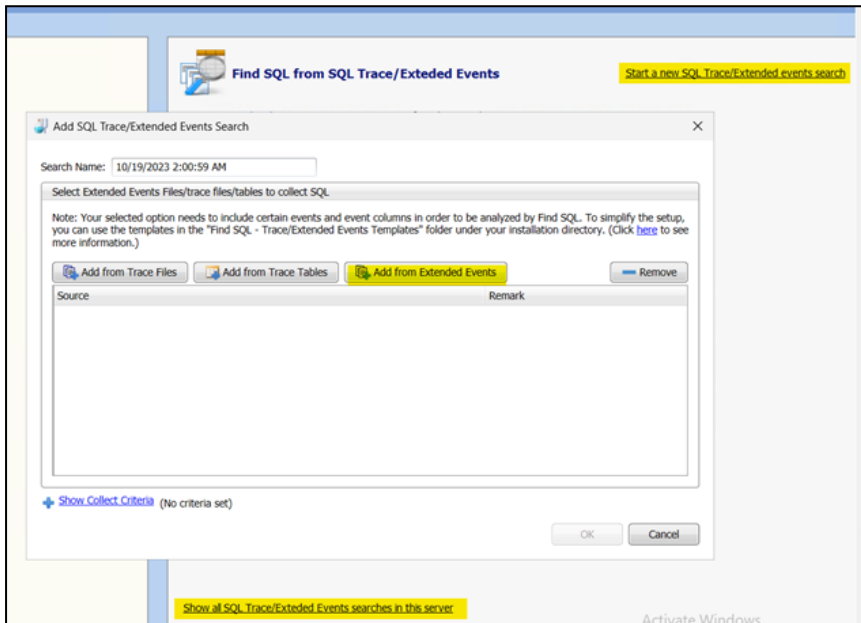 Find SQL from SQL Trace/Exteded Events
Start a new SQL Trace/Extended events search
Add SQL Trace/Extended Events Search
Search Name: 10/19/2023 2:00:59 AM
Select Extended Events Files/trace files/tables to collect SQL
Note: Your selected option needs to include certain events and event columns in order to be analyzed by Find SQL. To simplify the setup,
you can use the templates in the "Find SQL - Trace/Extended Events Templates" folder under your installation directory. (Click here to see
more information.)
Add from Trace Files Add from Trace Tables Add from Extended Events Remove
Source Remark
Show Collect Criteria (No criteria set)
OK Cancel
Show all SQL Trace/Exteded Events searches in this server
Activate Windows